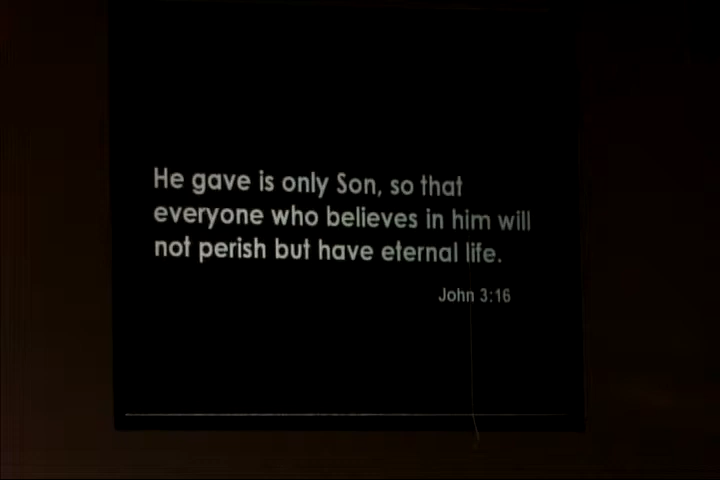 He gave is only Son, so that
everyone who believes in him will
not perish but have eternal life.
John 3:16